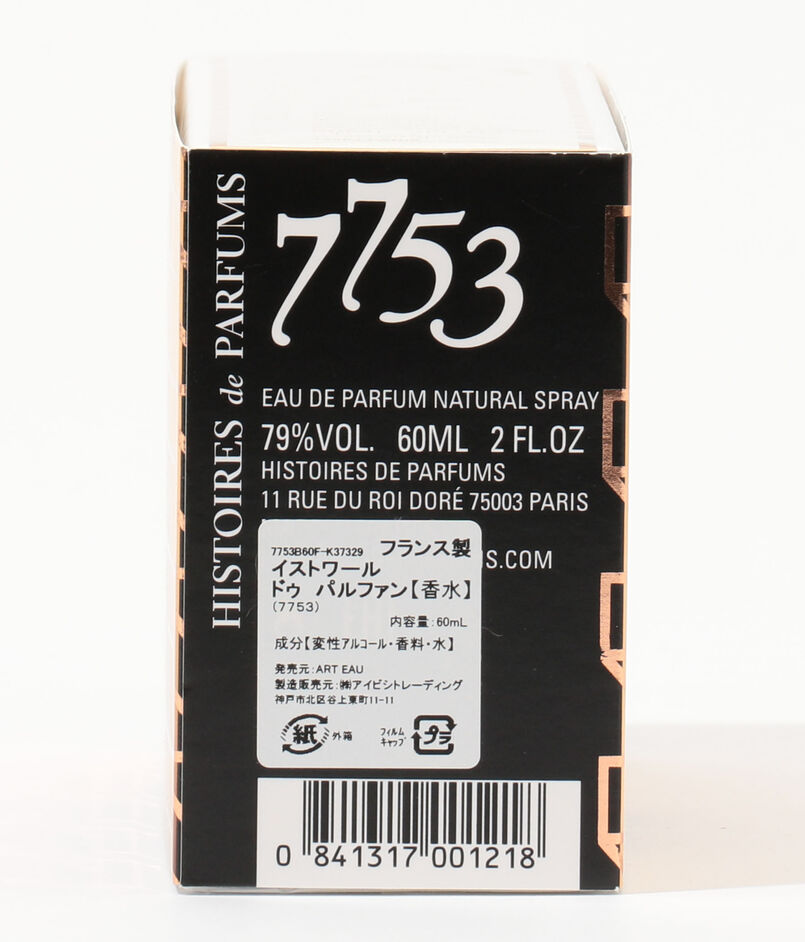 HISTOIRES de PARFUMS
7753
EAU DE PARFUM NATURAL SPRAY
79%VOL. 60ML 2 FL.OZ
HISTOIRES DE PARFUMS
11 RUE DU ROI DORÉ 75003 PARIS
S.COM
7753B60F-K37329 フランス製
イストワール
ドゥ パルファン【香水】
(7753)
内容量:60mL
成分【変性アルコール・香料・水】
発売元:ART EAU
製造販売元:㈱アイビシトレーディング
神戸市北区谷上東町11-11
紙 外箱 フィルム キャップ プラ
0 841317 001218